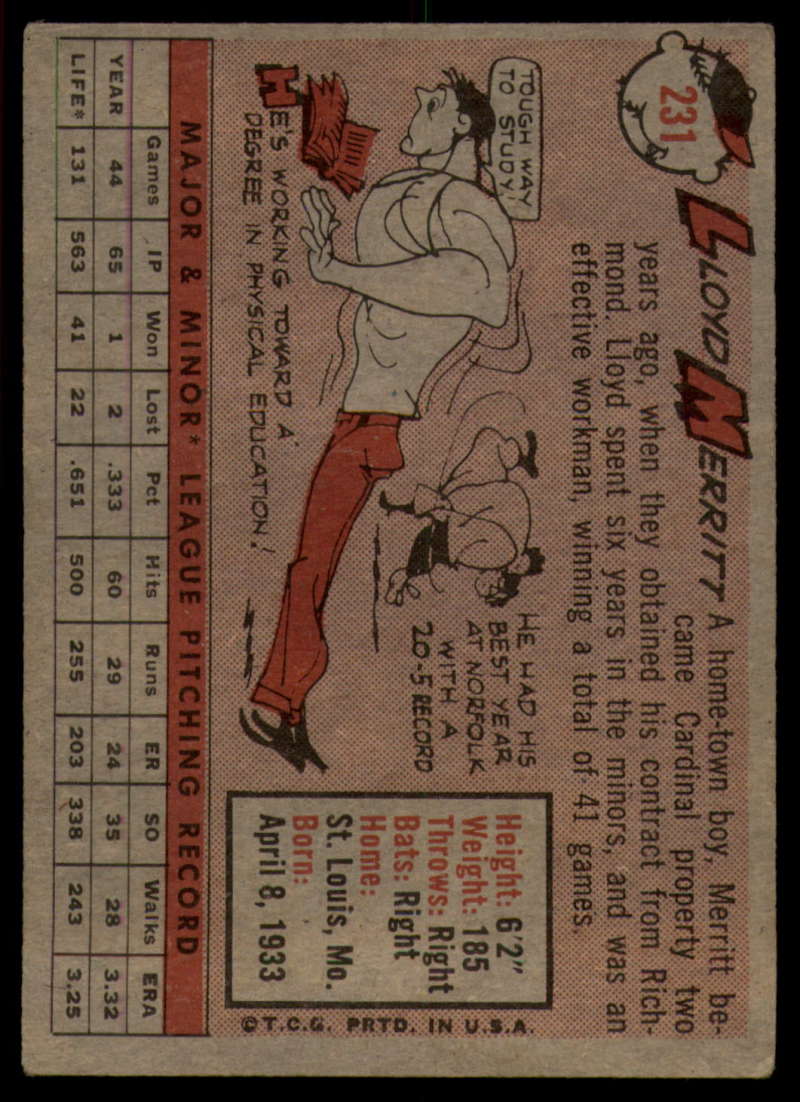 231
LLOYD MERRITT A home-town boy, Merritt be-
came Cardinal property two
years ago, when they obtained his contract from Rich-
mond. Lloyd spent six years in the minors, and was an
effective workman, winning a total of 41 games.
TOUGH WAY
TO STUDY!
HE'S WORKING TOWARD A
DEGREE IN PHYSICAL EDUCATION!
HE HAD HIS
BEST YEAR
AT NORFOLK
WITH A
20-5 RECORD
Height: 6'2"
Weight: 185
Throws: Right
Bats: Right
Home:
St. Louis, Mo.
Born:
April 8, 1933
©T.C.G. PRTD. IN U.S.A.
MAJOR & MINOR* LEAGUE PITCHING RECORD
Games IP Won Lost Pct Hits Runs ER SO Walks ERA
YEAR 44 65 1 2 .333 60 29 24 35 28 3.32
LIFE* 131 563 41 22 .651 500 255 203 338 243 3.25